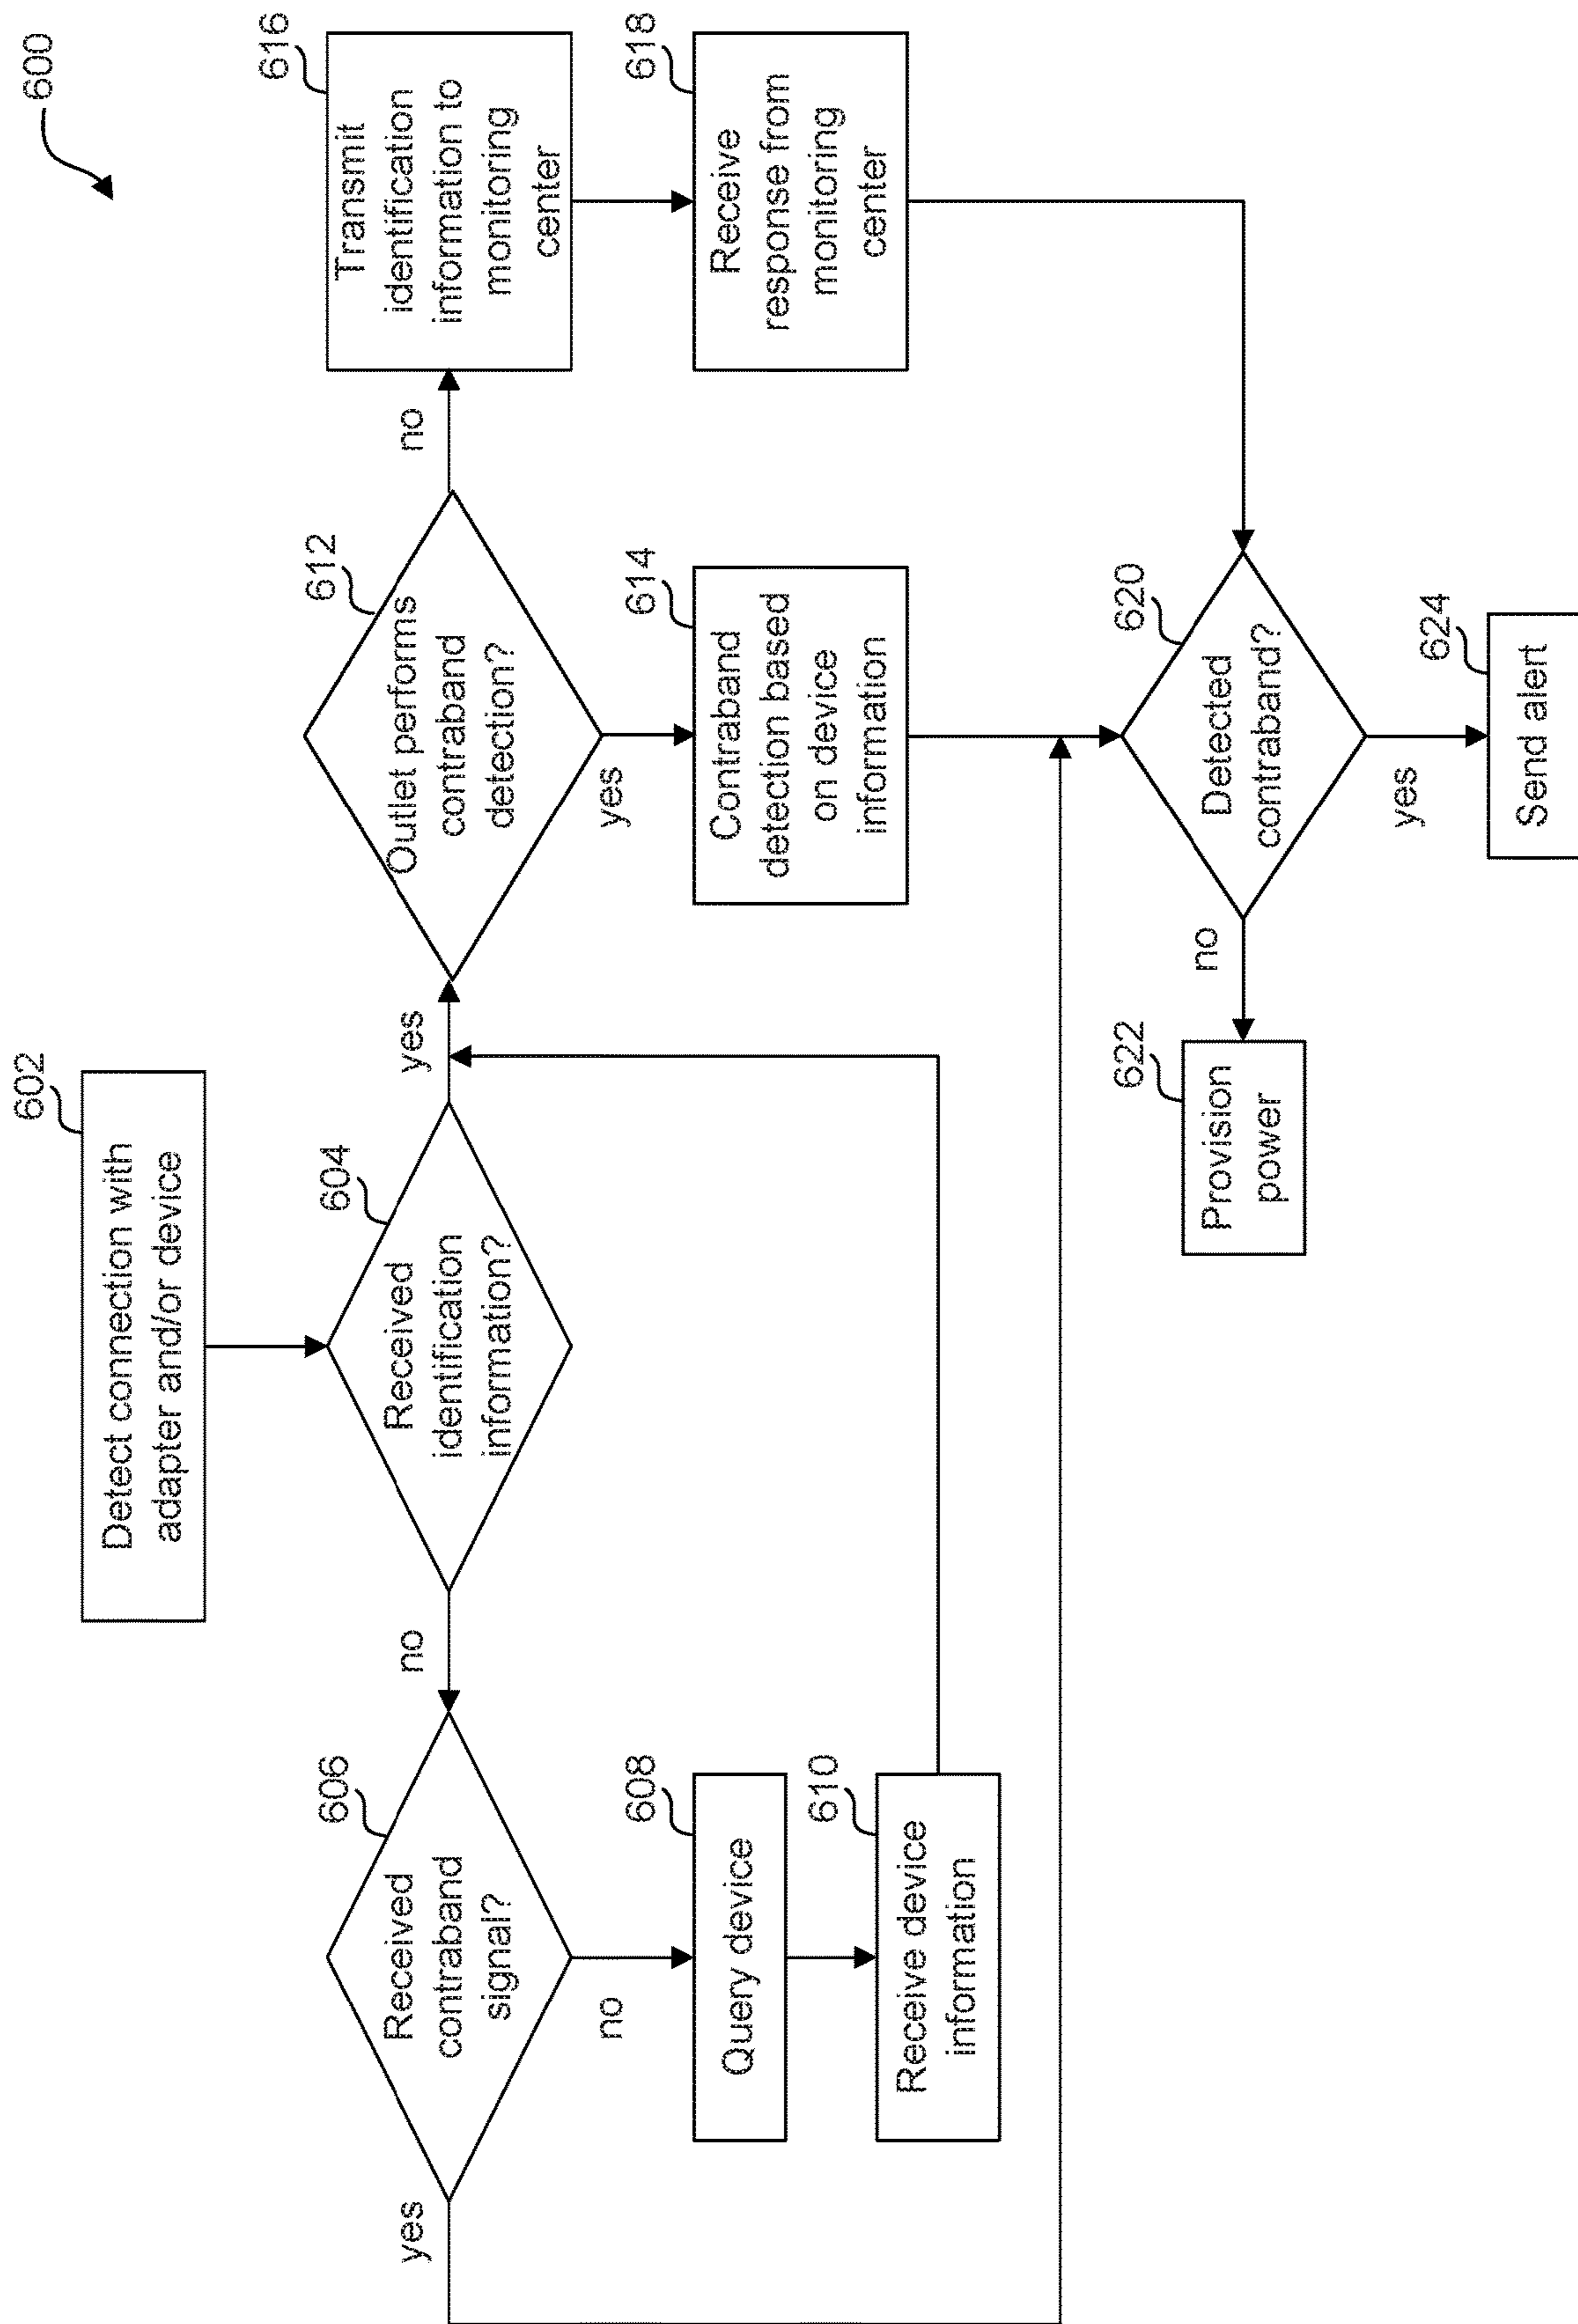 600
602
Detect connection with
adapter and/or device
604
Received
identification
information?
no
yes
606
Received
contraband
signal?
yes
no
608
Query device
610
Receive device
information
612
Outlet performs
contraband
detection?
no
yes
614
Contraband
detection based
on device
information
616
Transmit
identification
information to
monitoring
center
618
Receive
response from
monitoring
center
620
Detected
contraband?
no
yes
622
Provision
power
624
Send alert